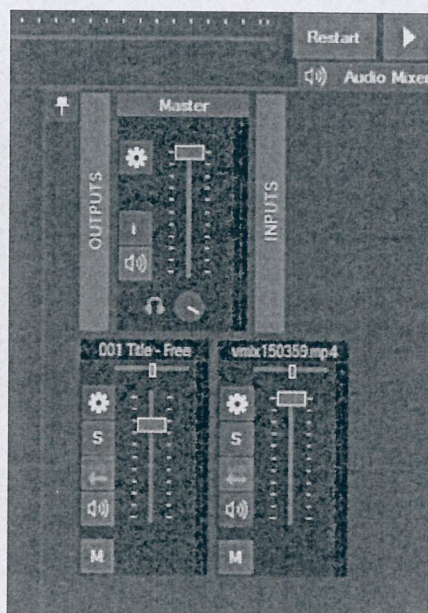 Restart
Audio Mixer
Master
OUTPUTS
INPUTS
001 Title - Free
vmix150359.mp4
S
S
M
M